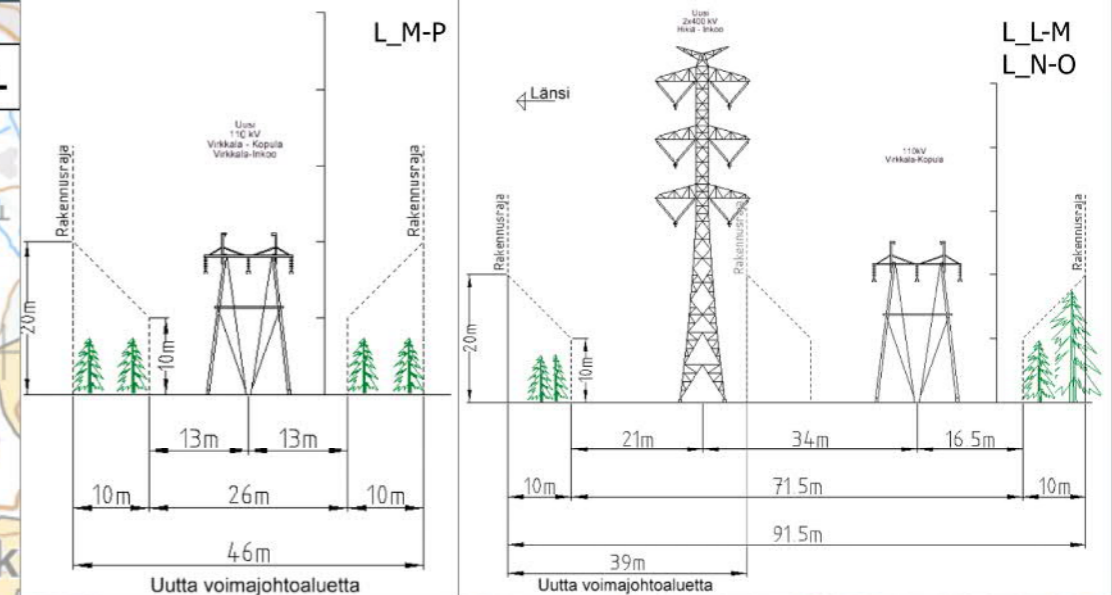 L_M-P
Uusi
110 kV
Virkkala - Kopula
Virkkala-Inkoo
Rakennusraja
Rakennusraja
20m
10m
13m
13m
10m
26m
10m
46m
Uutta voimajohtoaluetta
L_L-M
L_N-O
Uusi
2x400 kV
Hikiä - Inkoo
Länsi
110kV
Virkkala-Kopula
Rakennusraja
Rakennusraja
Rakennusraja
20m
10m
21m
34m
16.5m
10m
71.5m
10m
91.5m
39m
Uutta voimajohtoaluetta